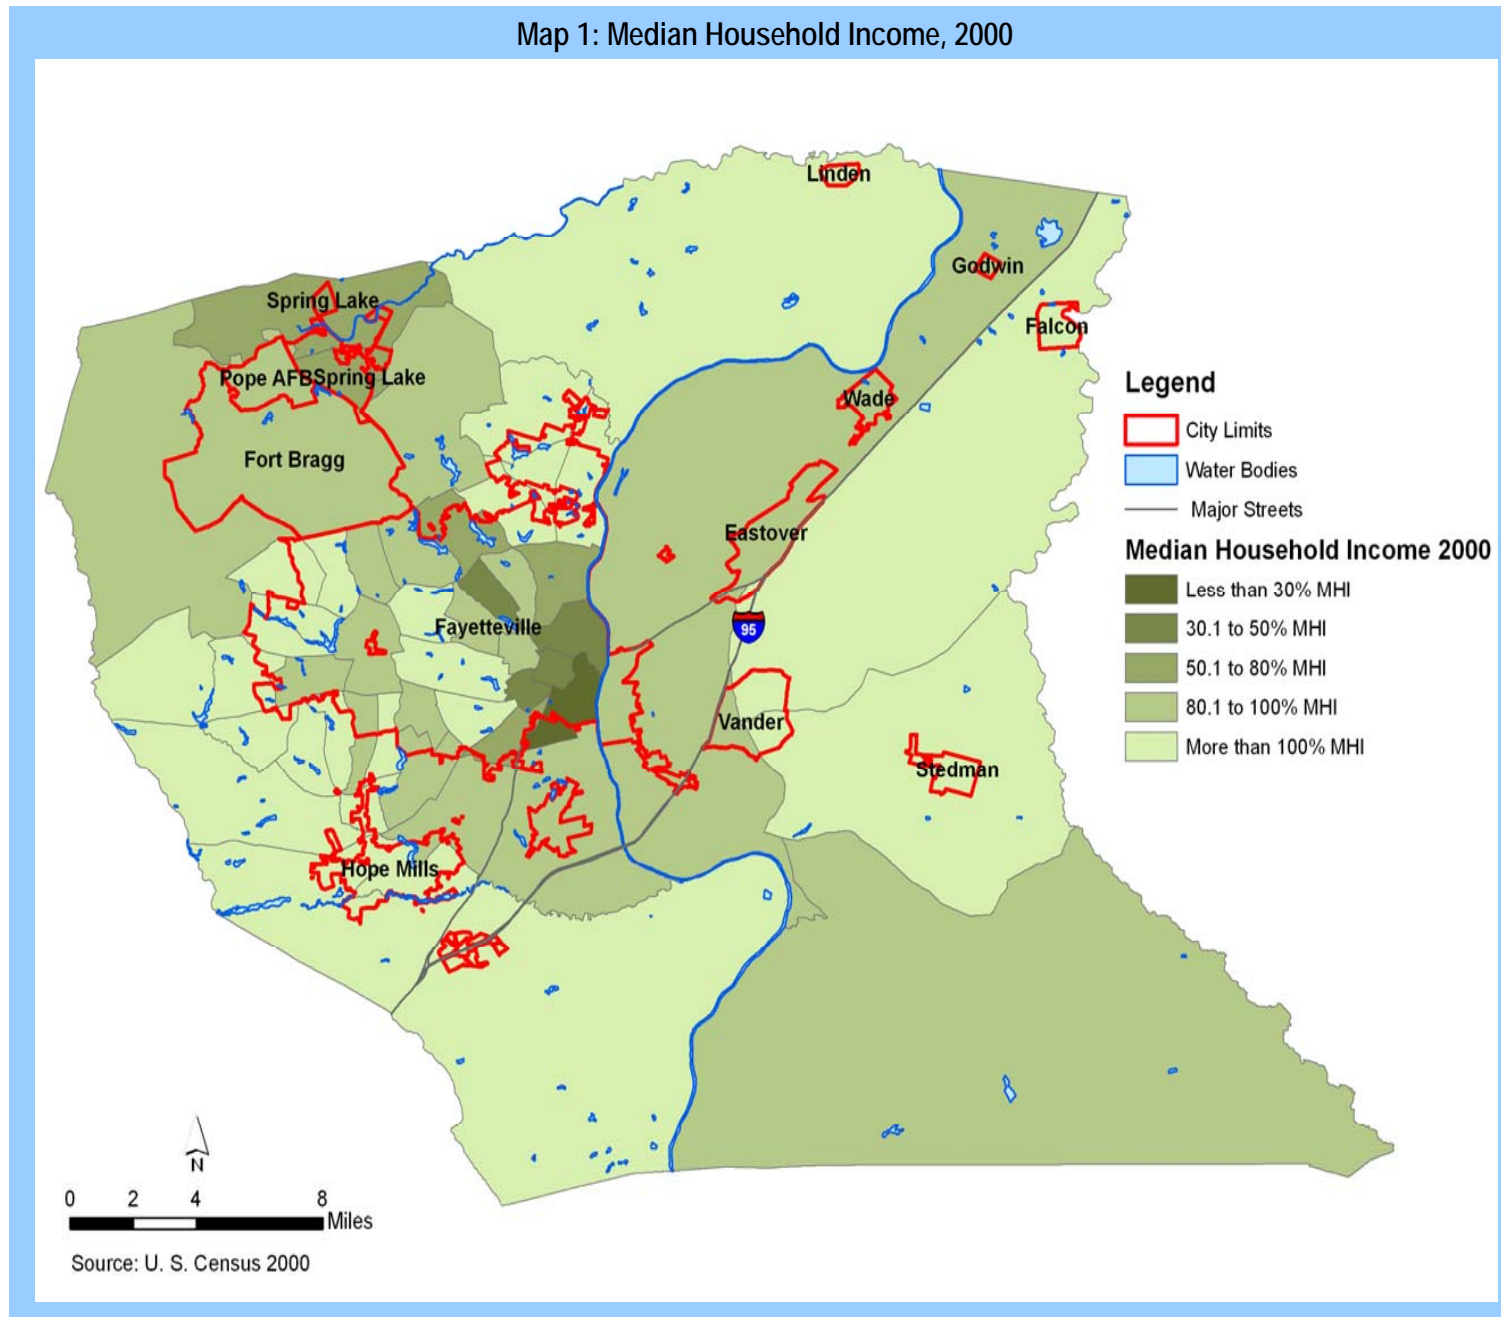 Map 1: Median Household Income, 2000
Linden
Godwin
Spring Lake
Falcon
Pope AFB Spring Lake
Wade
Fort Bragg
Eastover
Fayetteville
95
Vander
Stedman
Hope Mills
Legend
City Limits
Water Bodies
Major Streets
Median Household Income 2000
Less than 30% MHI
30.1 to 50% MHI
50.1 to 80% MHI
80.1 to 100% MHI
More than 100% MHI
N
0 2 4 8
Miles
Source: U. S. Census 2000